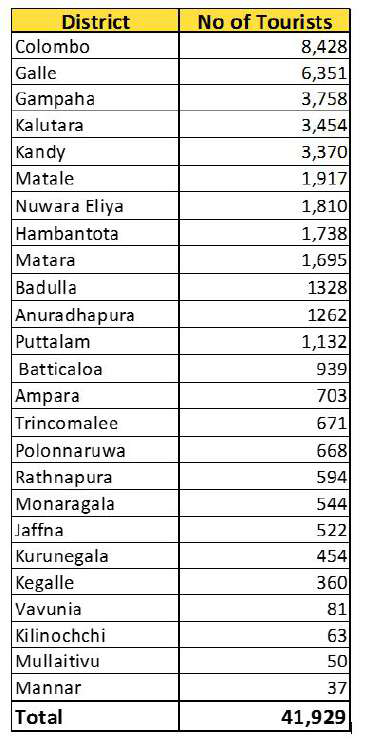 District No of Tourists
Colombo 8,428
Galle 6,351
Gampaha 3,758
Kalutara 3,454
Kandy 3,370
Matale 1,917
Nuwara Eliya 1,810
Hambantota 1,738
Matara 1,695
Badulla 1328
Anuradhapura 1262
Puttalam 1,132
Batticaloa 939
Ampara 703
Trincomalee 671
Polonnaruwa 668
Rathnapura 594
Monaragala 544
Jaffna 522
Kurunegala 454
Kegalle 360
Vavunia 81
Kilinochchi 63
Mullaitivu 50
Mannar 37
Total 41,929